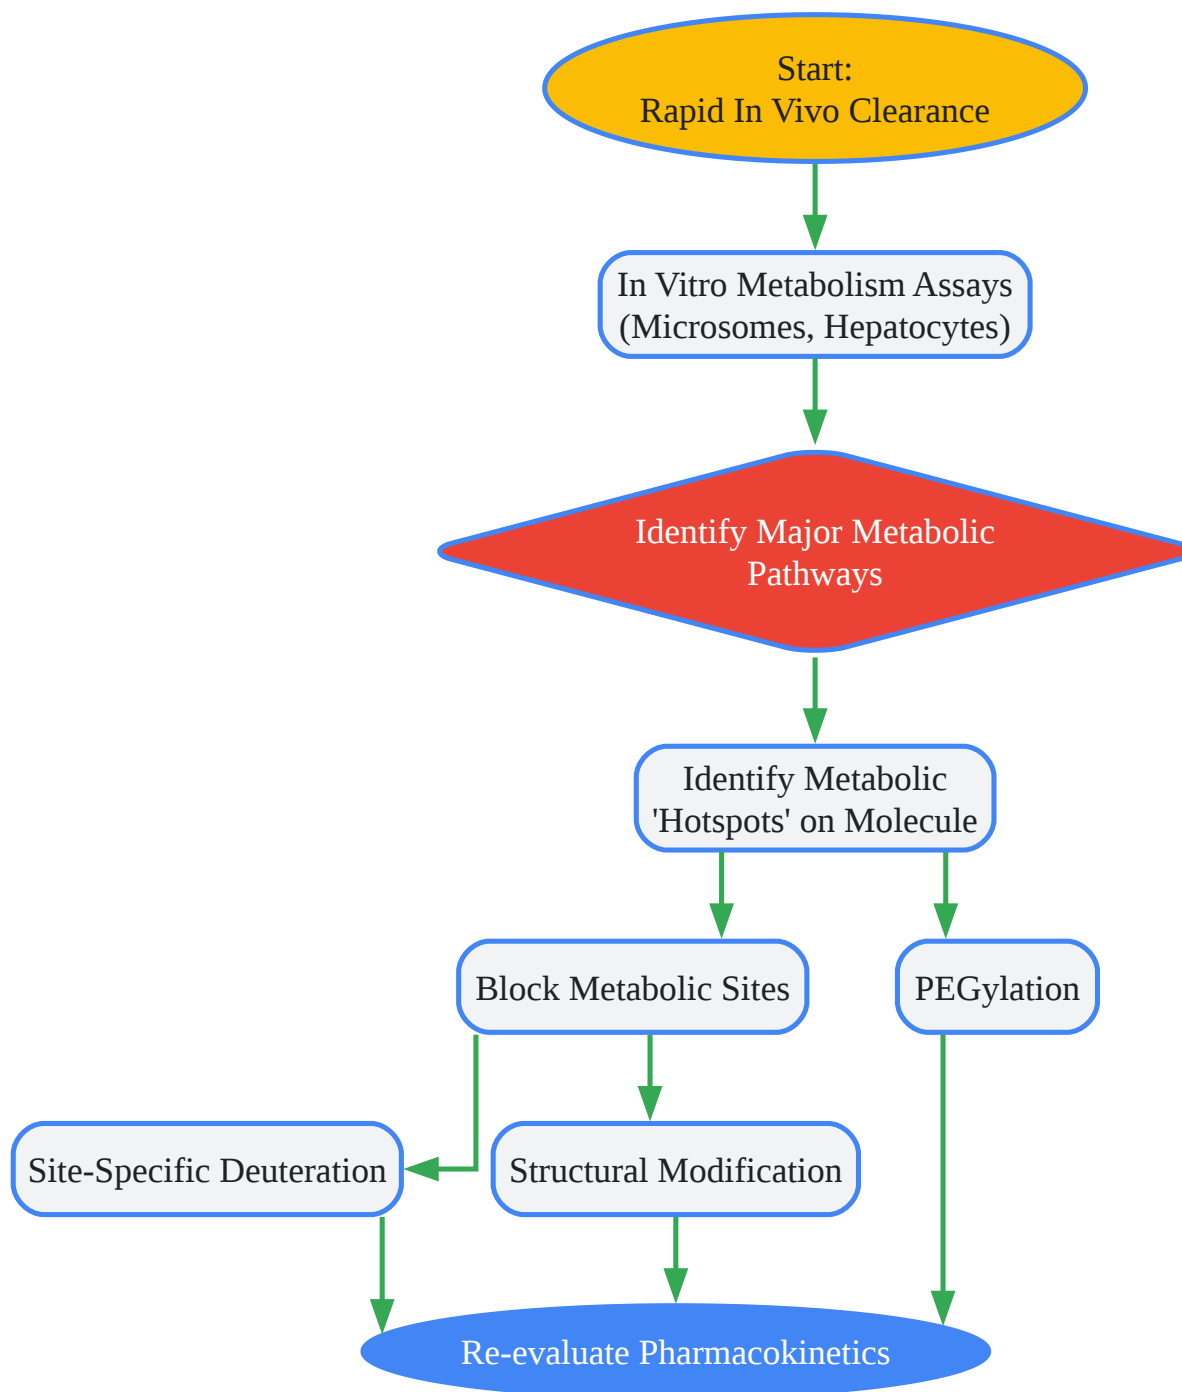 Start:
Rapid In Vivo Clearance
In Vitro Metabolism Assays
(Microsomes, Hepatocytes)
Identify Major Metabolic
Pathways
Identify Metabolic
'Hotspots' on Molecule
Block Metabolic Sites
PEGylation
Site-Specific Deuteration
Structural Modification
Re-evaluate Pharmacokinetics